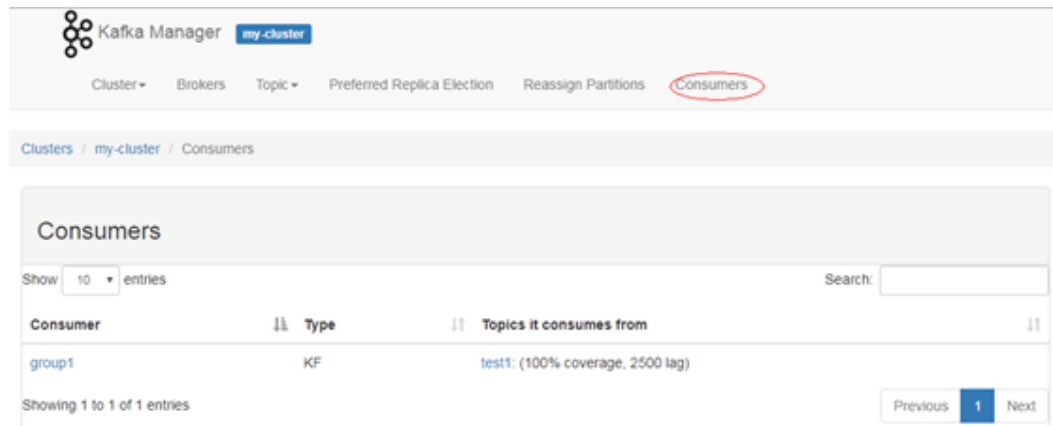 Kafka Manager my-cluster
Cluster Brokers Topic Preferred Replica Election Reassign Partitions Consumers
Clusters / my-cluster / Consumers
Consumers
Show 10 entries Search:
Consumer Type Topics it consumes from
group1 KF test1: (100% coverage, 2500 lag)
Showing 1 to 1 of 1 entries Previous 1 Next